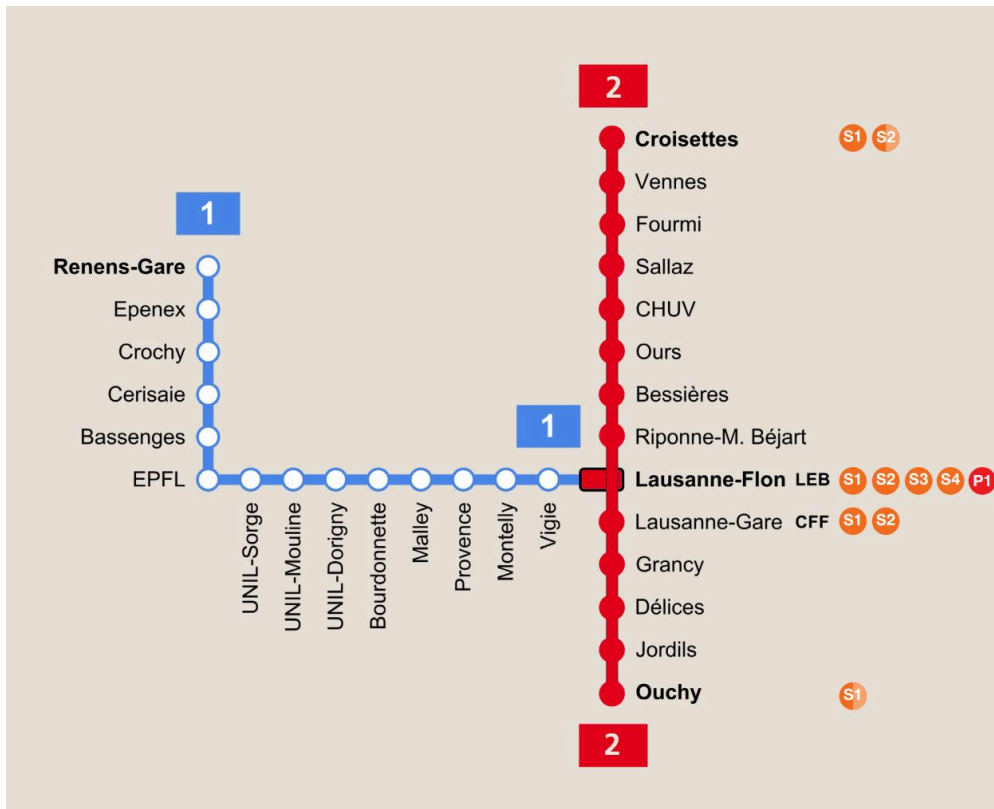 2
Croisettes S1 S2
Vennes
1
Fourmi
Renens-Gare
Sallaz
Epenex
CHUV
Crochy
Ours
Cerisaie
Bessières
1
Bassenges
Riponne-M. Béjart
EPFL
Lausanne-Flon LEB S1 S2 S3 S4 P1
UNIL-Sorge
UNIL-Mouline
UNIL-Dorigny
Bourdonnette
Malley
Provence
Montelly
Vigie
Lausanne-Gare CFF S1 S2
Grancy
Délices
Jordils
Ouchy S1
2